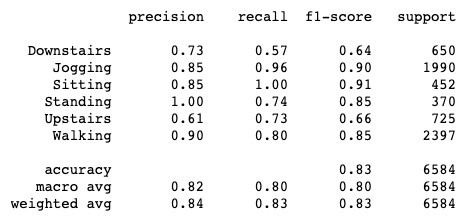 precision recall f1-score support
Downstairs 0.73 0.57 0.64 650
Jogging 0.85 0.96 0.90 1990
Sitting 0.85 1.00 0.91 452
Standing 1.00 0.74 0.85 370
Upstairs 0.61 0.73 0.66 725
Walking 0.90 0.80 0.85 2397
accuracy 0.83 6584
macro avg 0.82 0.80 0.80 6584
weighted avg 0.84 0.83 0.83 6584